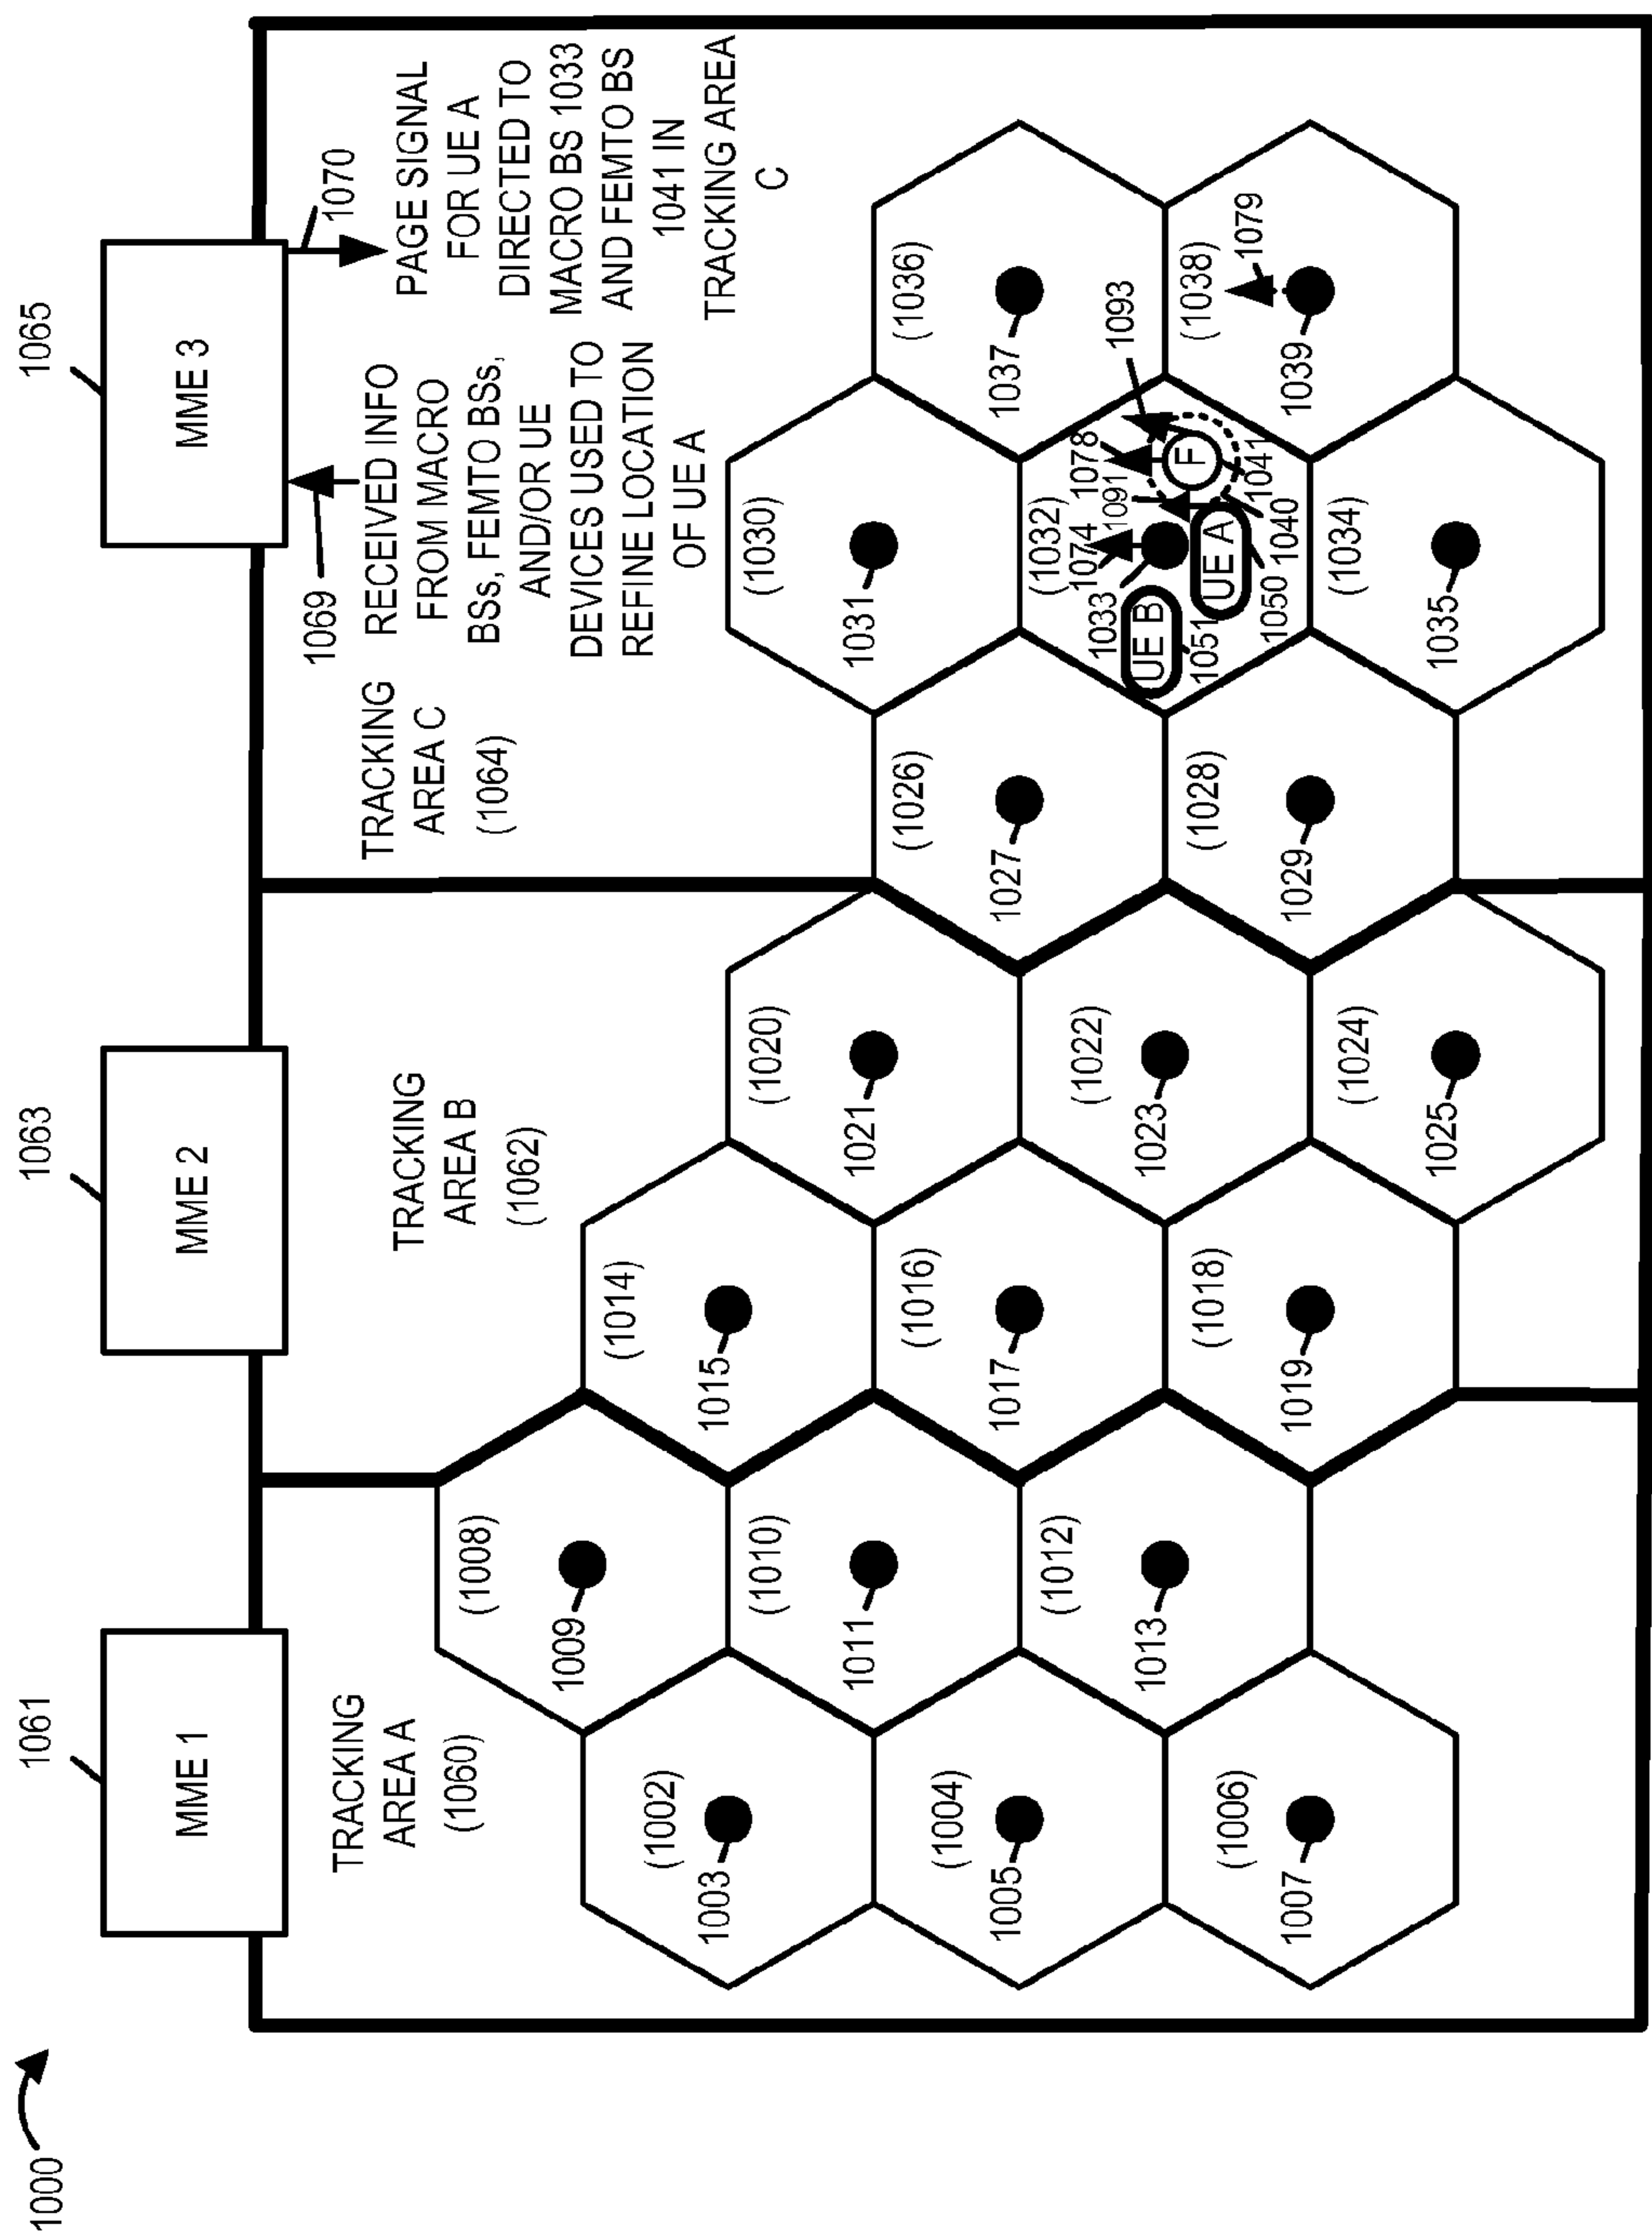 1000
1061
MME 1
1063
MME 2
1065
MME 3
TRACKING
AREA A
(1060)
TRACKING
AREA B
(1062)
TRACKING
AREA C
(1064)
1069
RECEIVED INFO
FROM MACRO
BSs, FEMTO BSs,
AND/OR UE
DEVICES USED TO
REFINE LOCATION
OF UE A
1070
PAGE SIGNAL
FOR UE A
DIRECTED TO
MACRO BS 1033
AND FEMTO BS
1041 IN
TRACKING AREA
C
(1002)
1003
(1004)
1005
(1006)
1007
(1008)
1009
(1010)
1011
(1012)
1013
(1014)
1015
(1016)
1017
(1018)
1019
(1020)
1021
(1022)
1023
(1024)
1025
(1026)
1027
(1028)
1029
(1030)
1031
(1032)
1033
1074
1091
1078
1093
UE B
1051
UE A
1050
1040
1041
F
(1034)
1035
(1036)
1037
(1038)
1039
1079